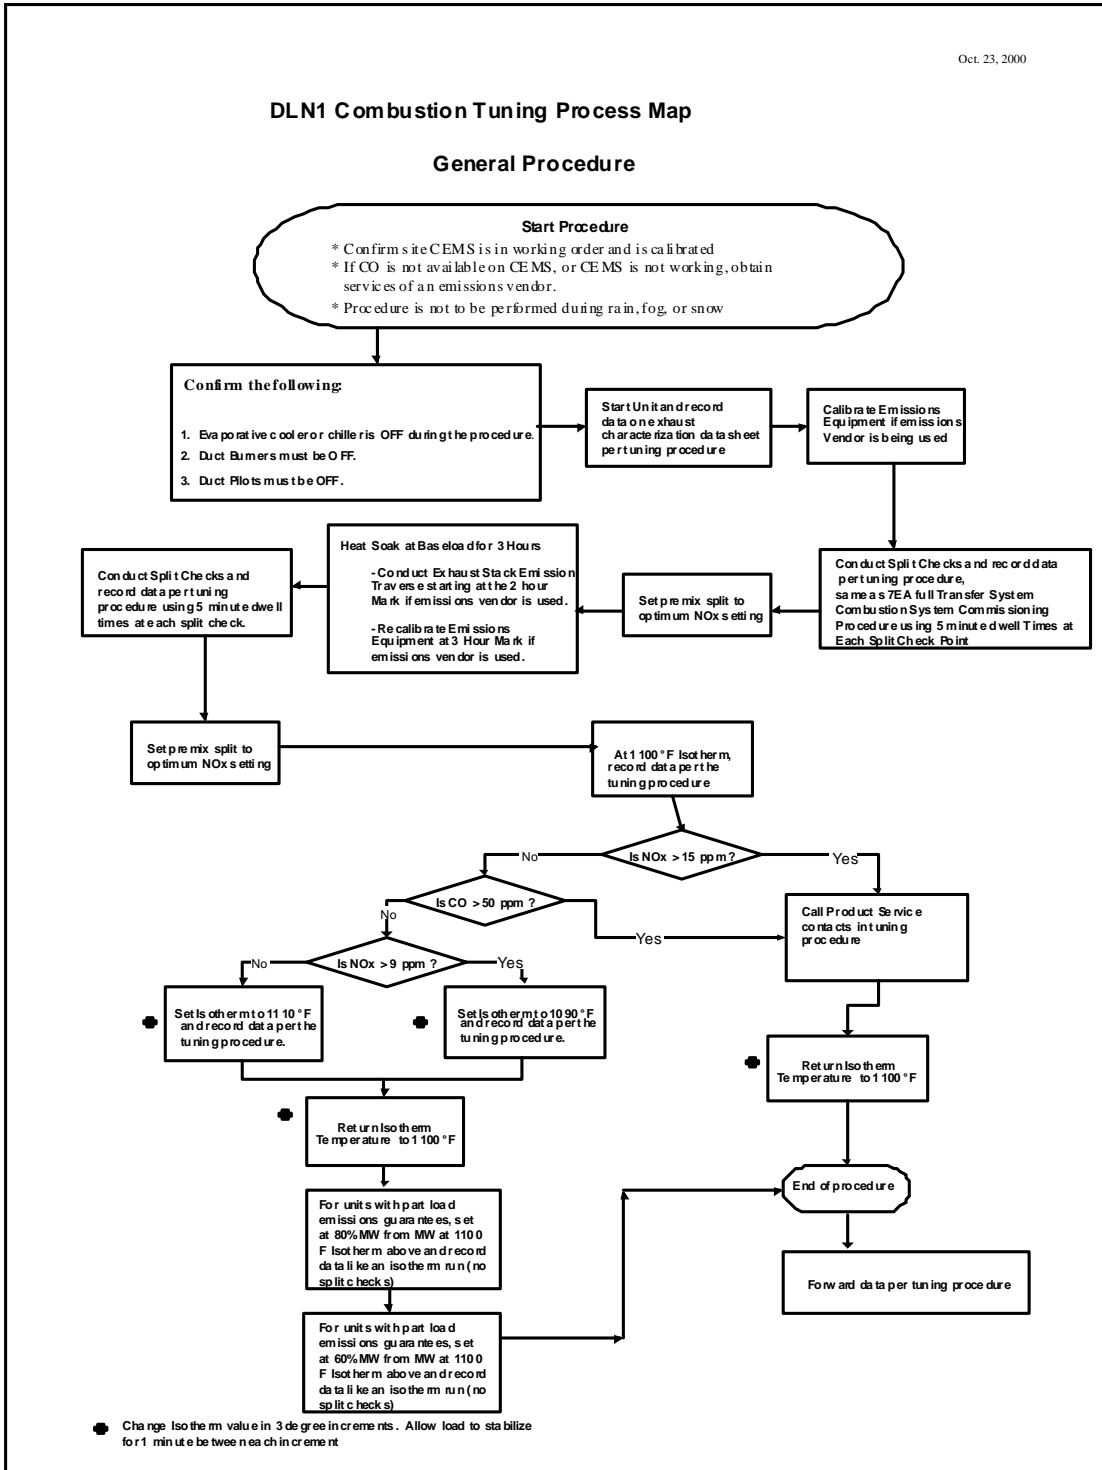 Oct. 23, 2000
DLN1 Combustion Tuning Process Map
General Procedure
Start Procedure
* Confirm site CEMS is in working order and is calibrated
* If CO is not available on CEMS, or CEMS is not working, obtain
services of an emissions vendor.
* Procedure is not to be performed during rain, fog, or snow
Confirm the following:
1. Evaporative cooler or chiller is OFF during the procedure.
2. Duct Burners must be OFF.
3. Duct Pilots must be OFF.
Start Unit and record
data on exhaust
characterization data sheet
per tuning procedure
Calibrate Emissions
Equipment if emissions
Vendor is being used
Conduct Split Checks and record data
per tuning procedure,
same as 7EA full Transfer System
Combustion System Commissioning
Procedure using 5 minute dwell Times at
Each Split Check Point
Set premix split to
optimum NOx setting
Heat Soak at Baseload for 3 Hours
- Conduct Exhaust Stack Emission
Traverse starting at the 2 hour
Mark if emissions vendor is used.
- Recalibrate Emissions
Equipment at 3 Hour Mark if
emissions vendor is used.
Conduct Split Checks and
record data per tuning
procedure using 5 minute dwell
times at each split check.
Set premix split to
optimum NOx setting
At 1100°F Isotherm,
record data per the
tuning procedure
Is NOx > 15 ppm?
No
Yes
Is CO > 50 ppm ?
No
Yes
Call Product Service
contacts in tuning
procedure
Is NOx > 9 ppm ?
No
Yes
Set Isotherm to 1110°F
and record data per the
tuning procedure.
Set Isotherm to 1090°F
and record data per the
tuning procedure.
Return Isotherm
Temperature to 1100°F
Return Isotherm
Temperature to 1100°F
End of procedure
For units with part load
emissions guarantees, set
at 80% MW from MW at 1100
F Isotherm above and record
data like an isotherm run (no
split checks)
Forward data per tuning procedure
For units with part load
emissions guarantees, set
at 60% MW from MW at 1100
F Isotherm above and record
data like an isotherm run (no
split checks)
Change Isotherm value in 3 degree increments. Allow load to stabilize
for 1 minute between each increment